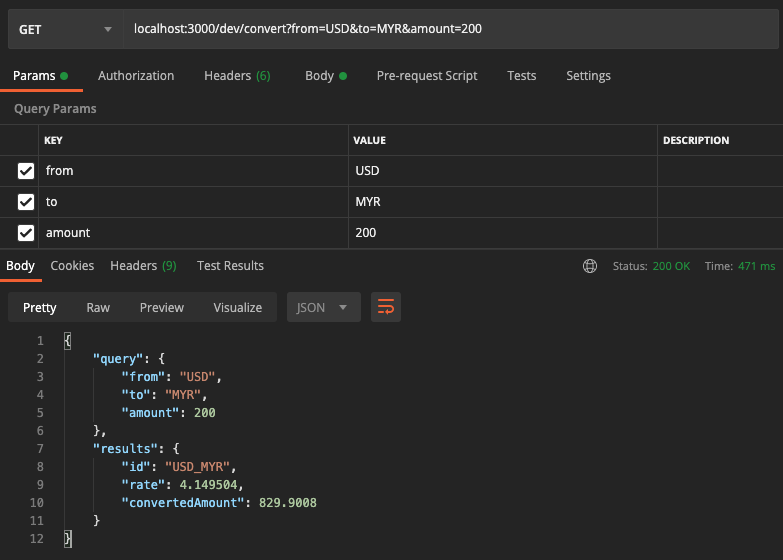 GET localhost:3000/dev/convert?from=USD&to=MYR&amount=200
Params Authorization Headers (6) Body Pre-request Script Tests Settings
Query Params
KEY VALUE DESCRIPTION
from USD
to MYR
amount 200
Body Cookies Headers (9) Test Results Status: 200 OK Time: 471 ms
Pretty Raw Preview Visualize JSON
1 {
2 "query": {
3 "from": "USD",
4 "to": "MYR",
5 "amount": 200
6 },
7 "results": {
8 "id": "USD_MYR",
9 "rate": 4.149504,
10 "convertedAmount": 829.9008
11 }
12 }